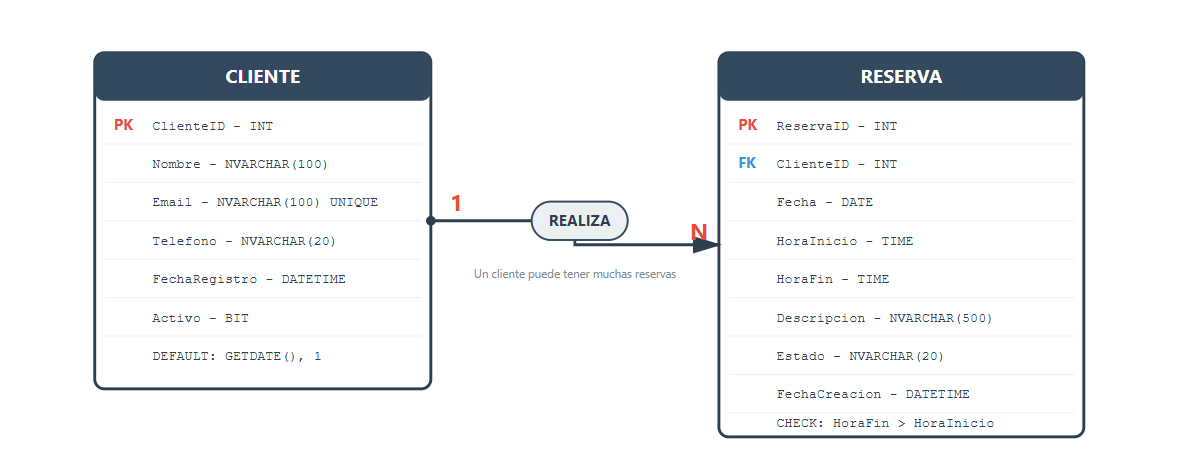 CLIENTE
PK ClienteID - INT
Nombre - NVARCHAR(100)
Email - NVARCHAR(100) UNIQUE
Telefono - NVARCHAR(20)
FechaRegistro - DATETIME
Activo - BIT
DEFAULT: GETDATE(), 1
1
REALIZA
N
Un cliente puede tener muchas reservas
RESERVA
PK ReservaID - INT
FK ClienteID - INT
Fecha - DATE
HoraInicio - TIME
HoraFin - TIME
Descripcion - NVARCHAR(500)
Estado - NVARCHAR(20)
FechaCreacion - DATETIME
CHECK: HoraFin > HoraInicio